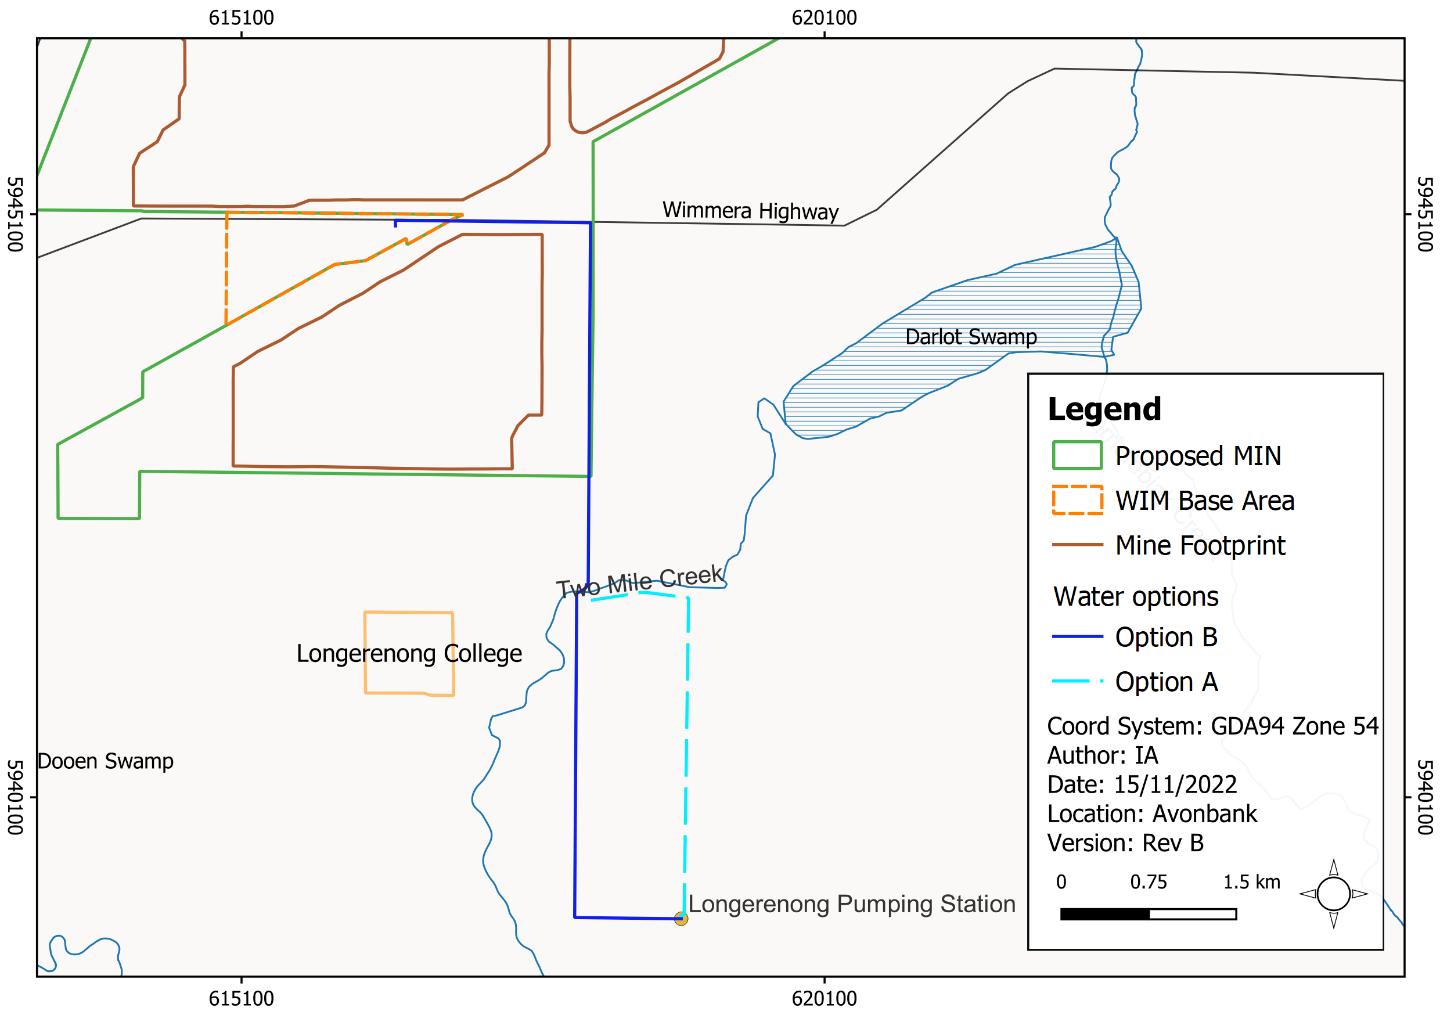 615100
620100
5945100
5945100
Wimmera Highway
Darlot Swamp
Legend
Proposed MIN
WIM Base Area
Mine Footprint
Two Mile Creek
Water options
Longerenong College
Option B
Option A
Coord System: GDA94 Zone 54
Dooen Swamp
Author: IA
Date: 15/11/2022
5940100
5940100
Location: Avonbank
Version: Rev B
0 0.75 1.5 km
Longerenong Pumping Station
615100
620100